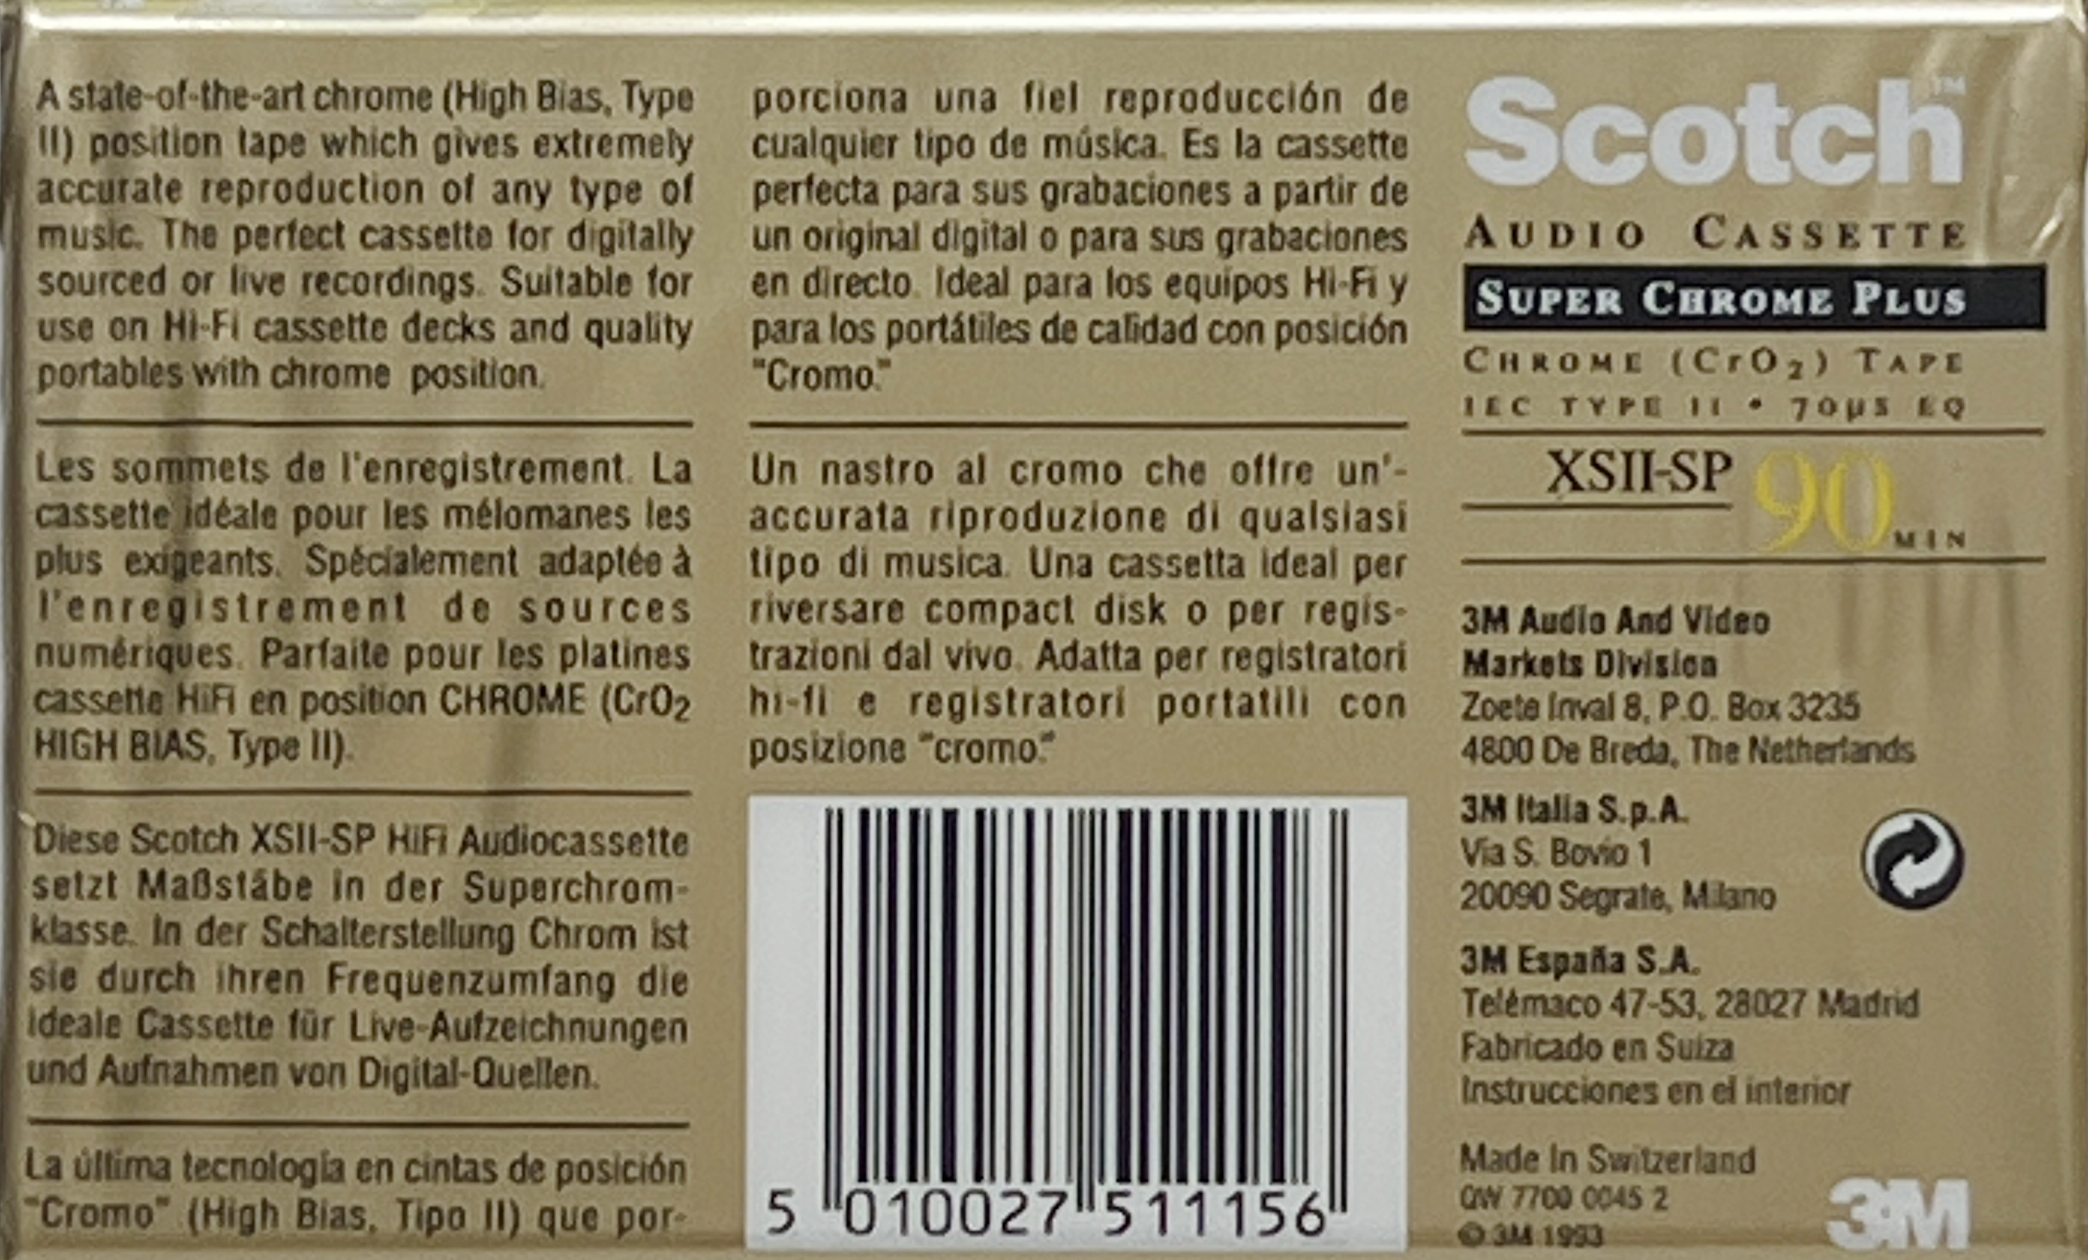 A state-of-the-art chrome (High Bias, Type
II) position tape which gives extremely
accurate reproduction of any type of
music. The perfect cassette for digitally
sourced or live recordings. Suitable for
use on Hi-Fi cassette decks and quality
portables with chrome position.
Les sommets de l'enregistrement. La
cassette idéale pour les mélomanes les
plus exigeants. Spécialement adaptée à
l'enregistrement de sources
numériques. Parfaite pour les platines
cassette HiFi en position CHROME (CrO2
HIGH BIAS, Type II).
Diese Scotch XSII-SP HiFi Audiocassette
setzt Maßstäbe in der Superchrom-
klasse. In der Schalterstellung Chrom ist
sie durch ihren Frequenzumfang die
ideale Cassette für Live-Aufzeichnungen
und Aufnahmen von Digital-Quellen.
La última tecnología en cintas de posición
"Cromo" (High Bias, Tipo II) que por-
porciona una fiel reproducción de
cualquier tipo de música. Es la cassette
perfecta para sus grabaciones a partir de
un original digital o para sus grabaciones
en directo. Ideal para los equipos Hi-Fi y
para los portátiles de calidad con posición
"Cromo."
Un nastro al cromo che offre un'-
accurata riproduzione di qualsiasi
tipo di musica. Una cassetta ideal per
riversare compact disk o per regis-
trazioni dal vivo. Adatta per registratori
hi-fi e registratori portatili con
posizione "cromo."
5 010027 511156
Scotch™
AUDIO CASSETTE
SUPER CHROME PLUS
CHROME (CrO2) TAPE
IEC TYPE II • 70µS EQ
XSII-SP 90 MIN
3M Audio And Video
Markets Division
Zoete Inval 8, P.O. Box 3235
4800 De Breda, The Netherlands
3M Italia S.p.A.
Via S. Bovio 1
20090 Segrate, Milano
3M España S.A.
Telémaco 47-53, 28027 Madrid
Fabricado en Suiza
Instrucciones en el interior
Made In Switzerland
QW 7700 0045 2
© 3M 1993
3M